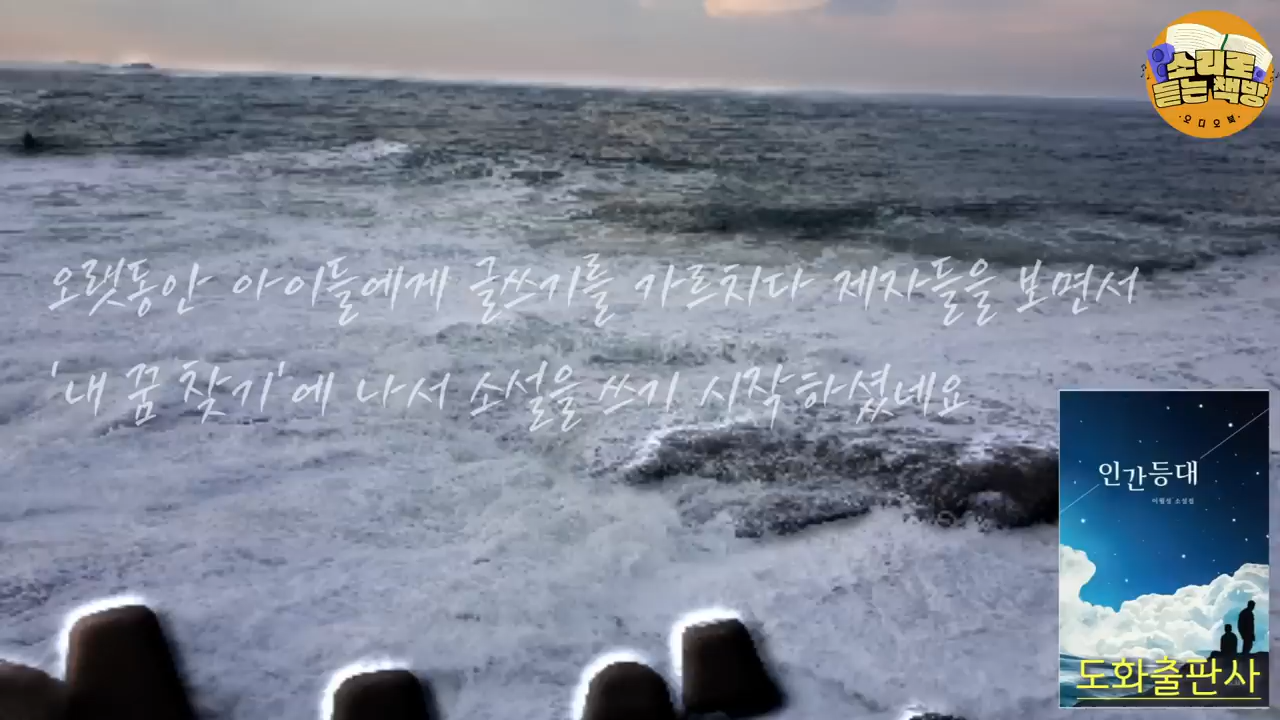 소리로
듣는 책방
·오디오북·
오랫동안 아이들에게 글쓰기를 가르치다 제자들을 보면서
'내 꿈 찾기'에 나서 소설을 쓰기 시작하셨네요
인간등대
소설집
도화출판사